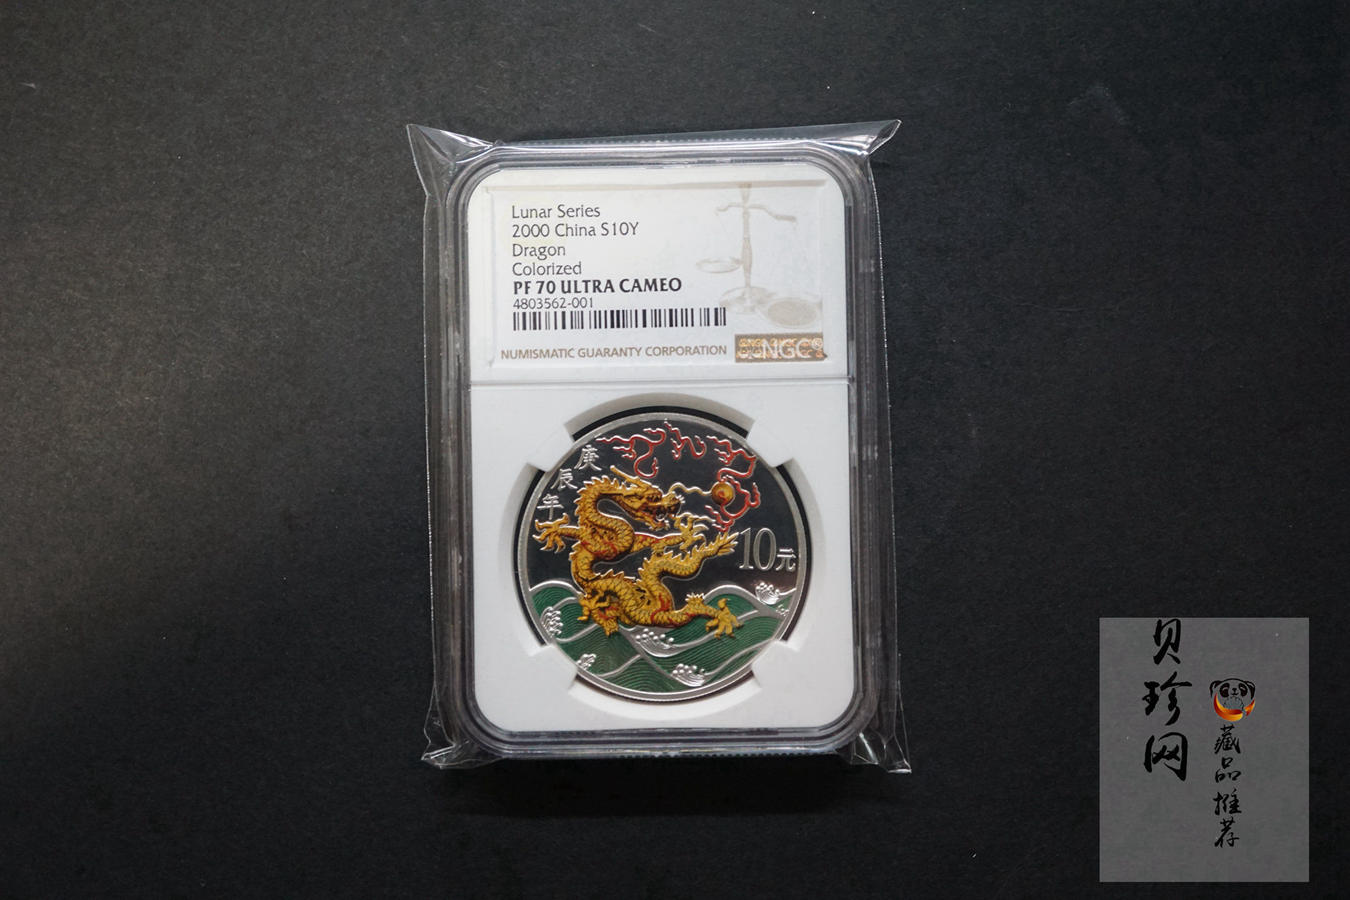 Lunar Series
2000 China S10Y
Dragon
Colorized
PF 70 ULTRA CAMEO
4803562-001
NUMISMATIC GUARANTY CORPORATION
NGC
庚辰年
10元
贝珍网
藏品推荐